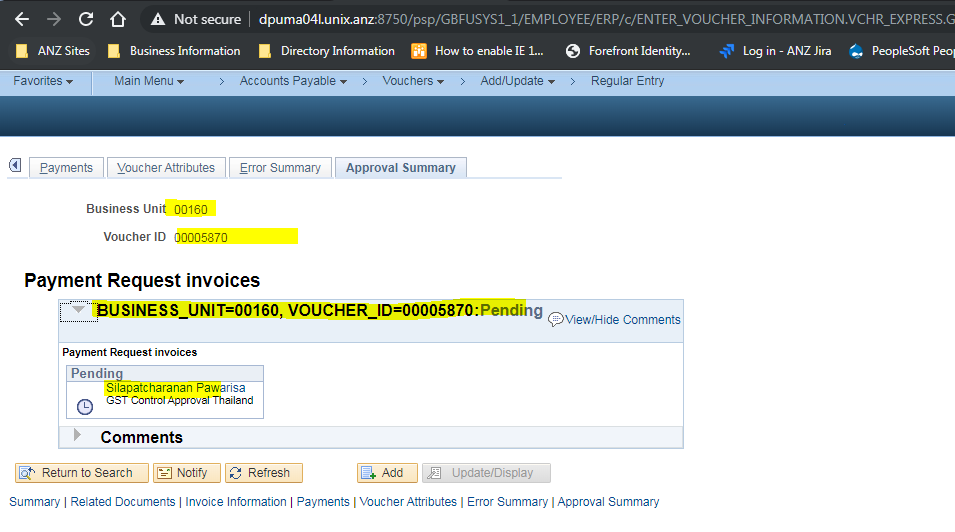 Not secure | dpuma04l.unix.anz:8750/psp/GBFUSYS1_1/EMPLOYEE/ERP/c/ENTER_VOUCHER_INFORMATION.VCHR_EXPRESS.G
ANZ Sites Business Information Directory Information How to enable IE 1... Forefront Identity... Log in - ANZ Jira PeopleSoft Peop
Favorites Main Menu > Accounts Payable > Vouchers > Add/Update > Regular Entry
Payments Voucher Attributes Error Summary Approval Summary
Business Unit 00160
Voucher ID 00005870
Payment Request invoices
BUSINESS_UNIT=00160, VOUCHER_ID=00005870:Pending
View/Hide Comments
Payment Request invoices
Pending
Silapatcharanan Pawarisa
GST Control Approval Thailand
Comments
Return to Search Notify Refresh Add Update/Display
Summary | Related Documents | Invoice Information | Payments | Voucher Attributes | Error Summary | Approval Summary